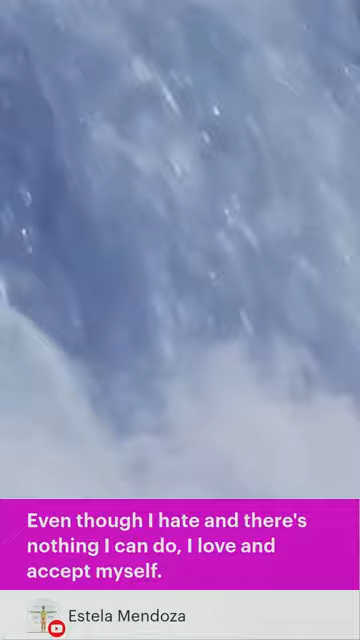 Even though I hate and there's
nothing I can do, I love and
accept myself.
Estela Mendoza